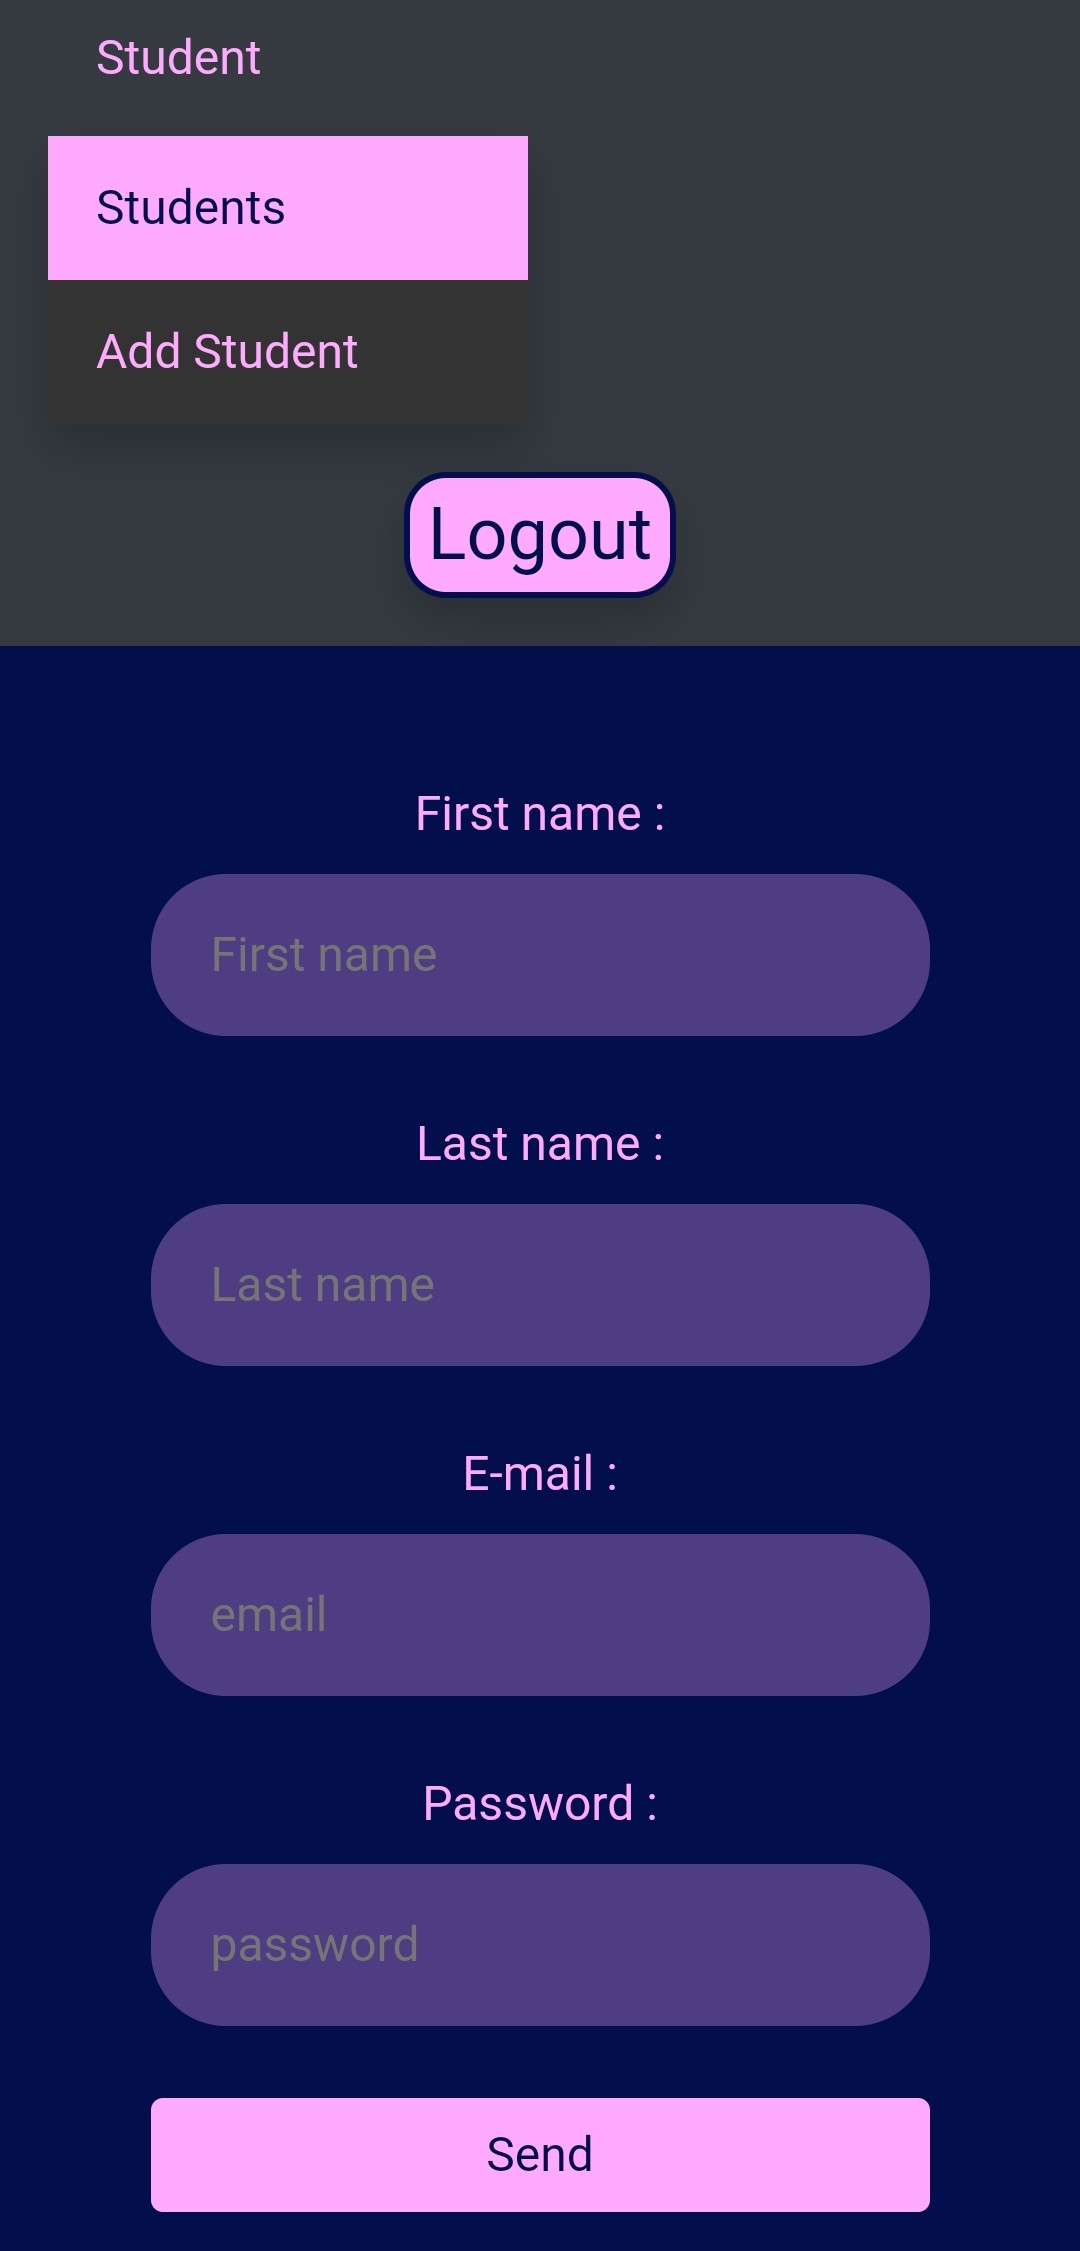 Student
Students
Add Student
Logout
First name :
First name
Last name :
Last name
E-mail :
email
Password :
password
Send